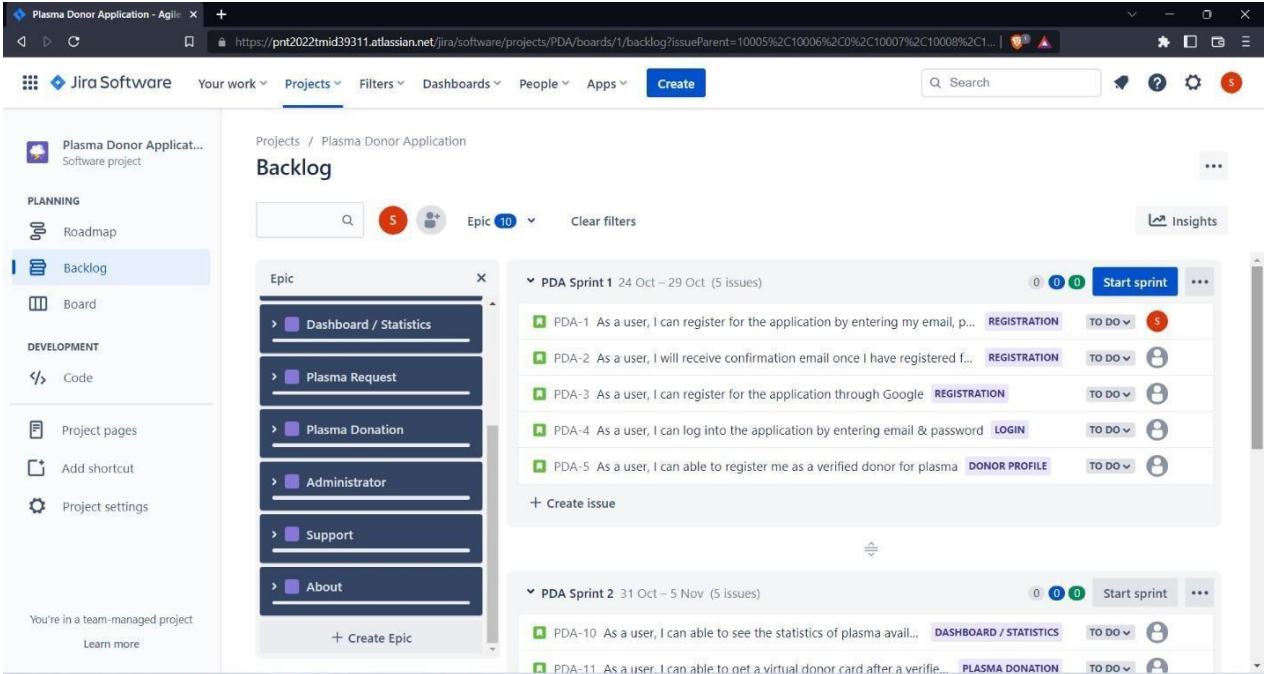 Plasma Donor Application - Agile
https://pnt2022tmid39311.atlassian.net/jira/software/projects/PDA/boards/1/backlog?issueParent=10005%2C10006%2C0%2C10007%2C10008%2C1...
Jira Software Your work Projects Filters Dashboards People Apps Create Search S
Plasma Donor Applicat...
Software project
PLANNING
Roadmap
Backlog
Board
DEVELOPMENT
Code
Project pages
Add shortcut
Project settings
You're in a team-managed project
Learn more
Projects / Plasma Donor Application
Backlog
S Epic 10 Clear filters Insights
Epic
Dashboard / Statistics
Plasma Request
Plasma Donation
Administrator
Support
About
+ Create Epic
PDA Sprint 1 24 Oct – 29 Oct (5 issues) 0 0 0 Start sprint
PDA-1 As a user, I can register for the application by entering my email, p... REGISTRATION TO DO S
PDA-2 As a user, I will receive confirmation email once I have registered f... REGISTRATION TO DO
PDA-3 As a user, I can register for the application through Google REGISTRATION TO DO
PDA-4 As a user, I can log into the application by entering email & password LOGIN TO DO
PDA-5 As a user, I can able to register me as a verified donor for plasma DONOR PROFILE TO DO
+ Create issue
PDA Sprint 2 31 Oct – 5 Nov (5 issues) 0 0 0 Start sprint
PDA-10 As a user, I can able to see the statistics of plasma avail... DASHBOARD / STATISTICS TO DO
PDA-11 As a user, I can able to get a virtual donor card after a verifie... PLASMA DONATION TO DO